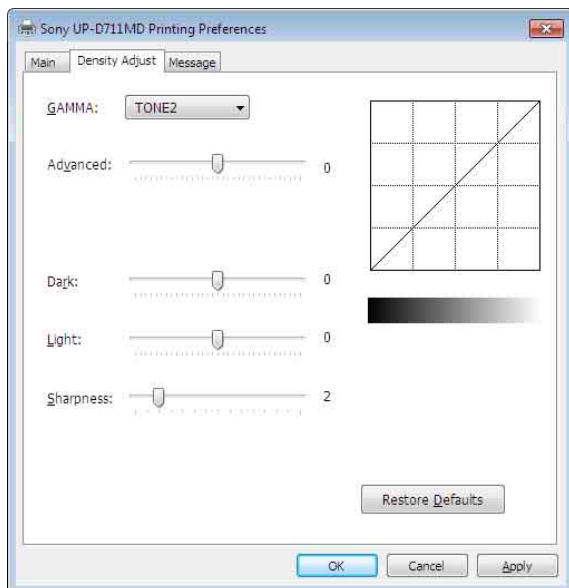 Sony UP-D711MD Printing Preferences
Main
Density Adjust
Message
GAMMA:
TONE2
Advanced:
0
Dark:
0
Light:
0
Sharpness:
2
Restore Defaults
OK
Cancel
Apply